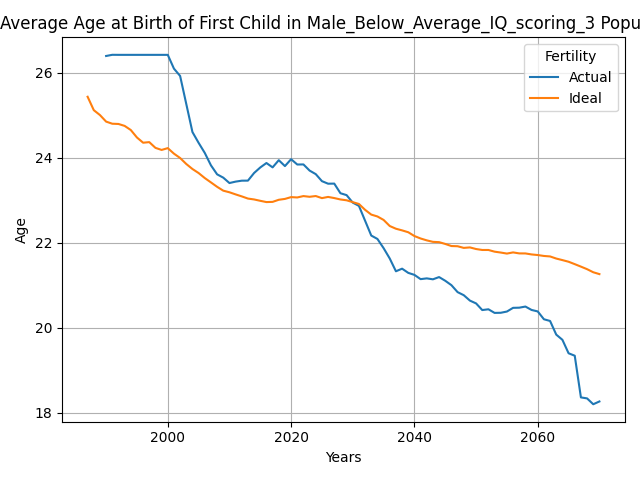 Average Age at Birth of First Child in Male_Below_Average_IQ_scoring_3 Popu
Fertility
Actual
Ideal
26
24
22
20
18
Age
2000
2020
2040
2060
Years